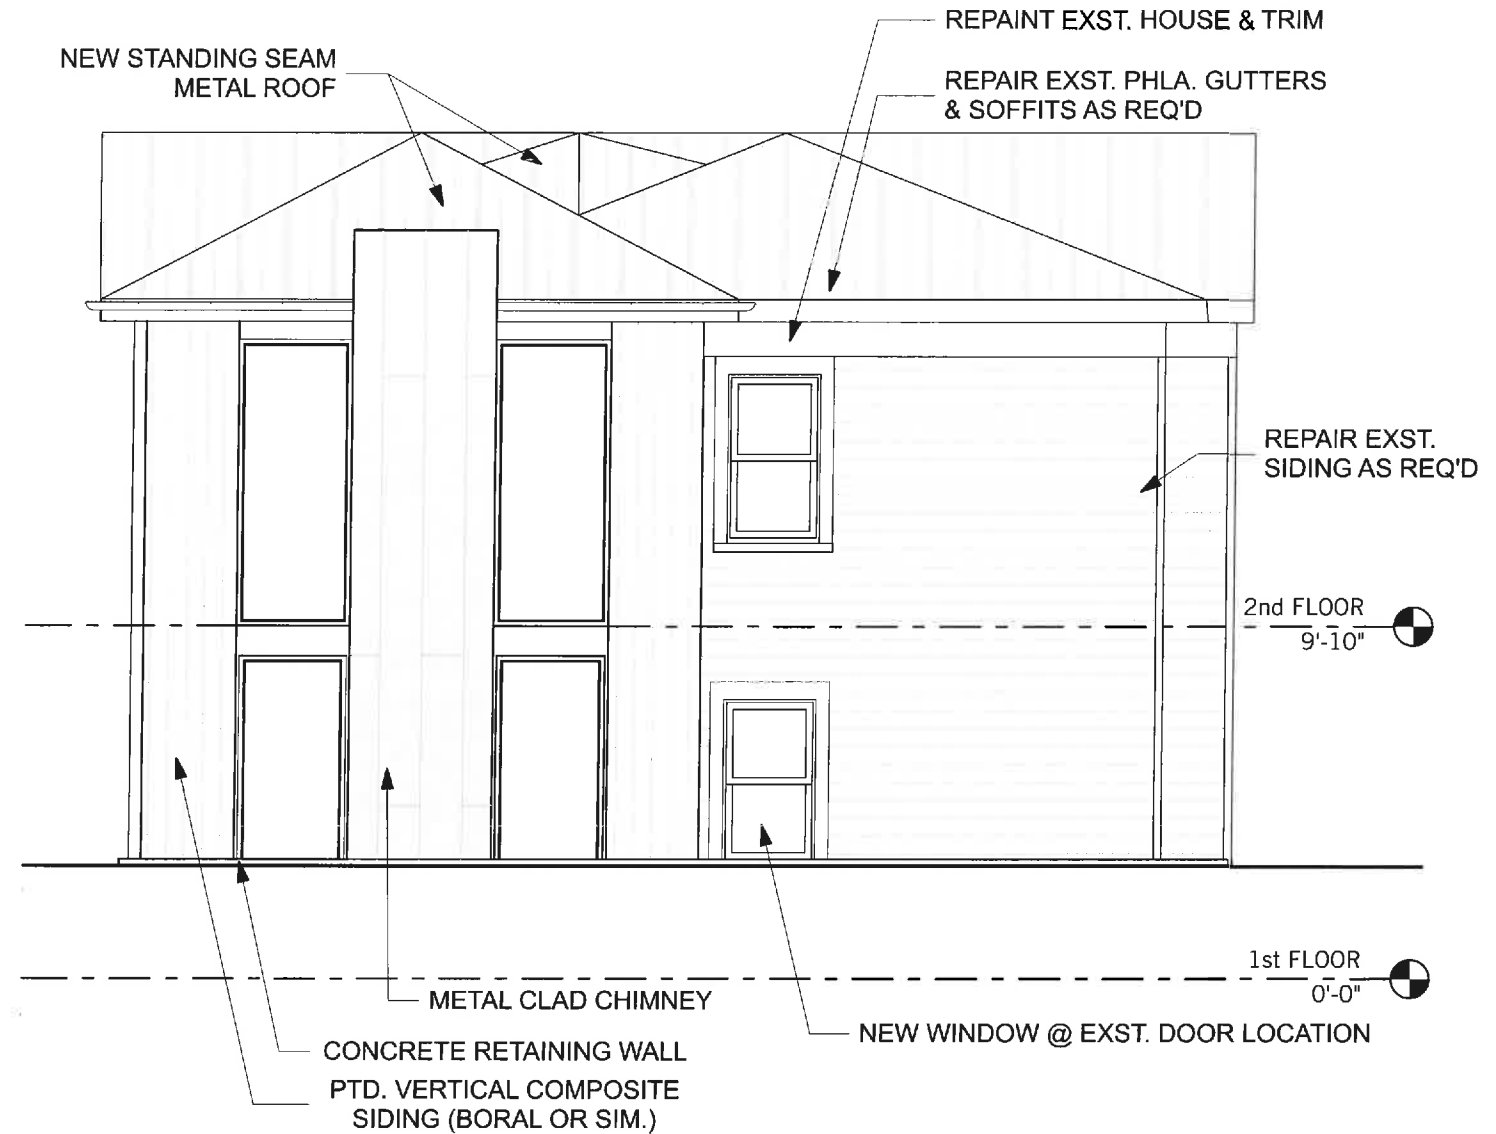 REPAINT EXST. HOUSE & TRIM
NEW STANDING SEAM
METAL ROOF
REPAIR EXST. PHLA. GUTTERS
& SOFFITS AS REQ'D
REPAIR EXST.
SIDING AS REQ'D
2nd FLOOR
9'-10"
1st FLOOR
0'-0"
METAL CLAD CHIMNEY
NEW WINDOW @ EXST. DOOR LOCATION
CONCRETE RETAINING WALL
PTD. VERTICAL COMPOSITE
SIDING (BORAL OR SIM.)